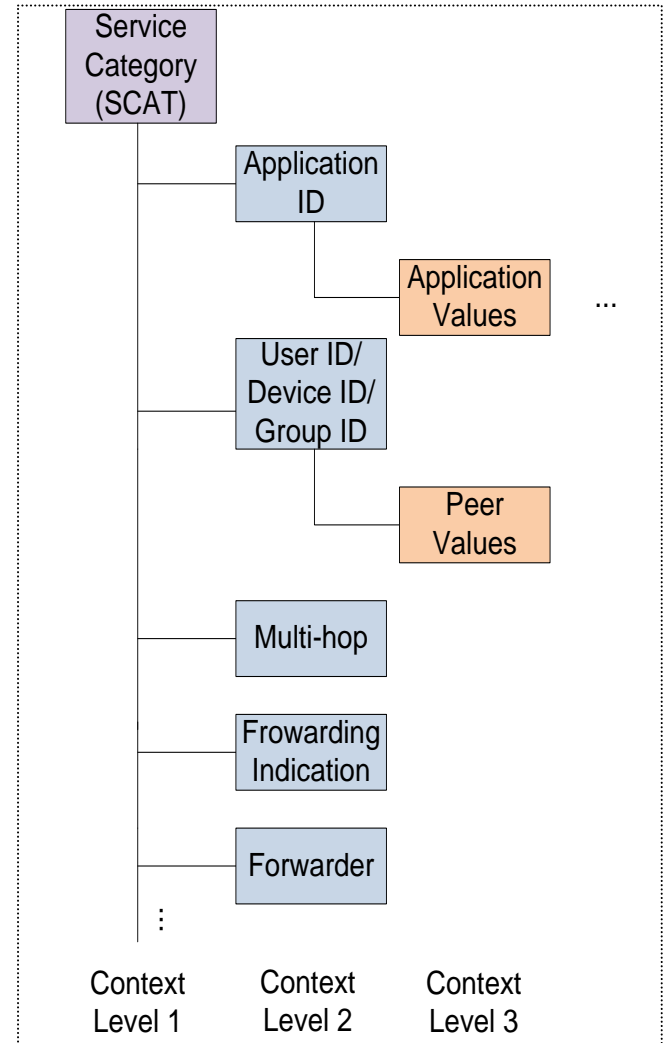 Service
Category
(SCAT)
Application
ID
Application
Values
...
User ID/
Device ID/
Group ID
Peer
Values
Multi-hop
Frowarding
Indication
Forwarder
...
Context
Level 1
Context
Level 2
Context
Level 3